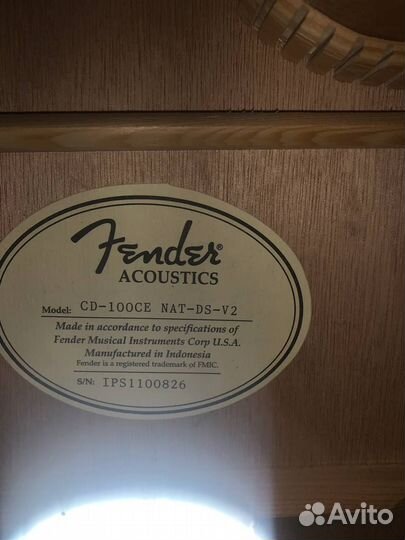 Fender®
ACOUSTICS
Model: CD-100CE NAT-DS-V2
Made in accordance to specifications of
Fender Musical Instruments Corp U.S.A.
Manufactured in Indonesia
Fender is a registered trademark of FMIC.
S/N: IPS1100826
Avito